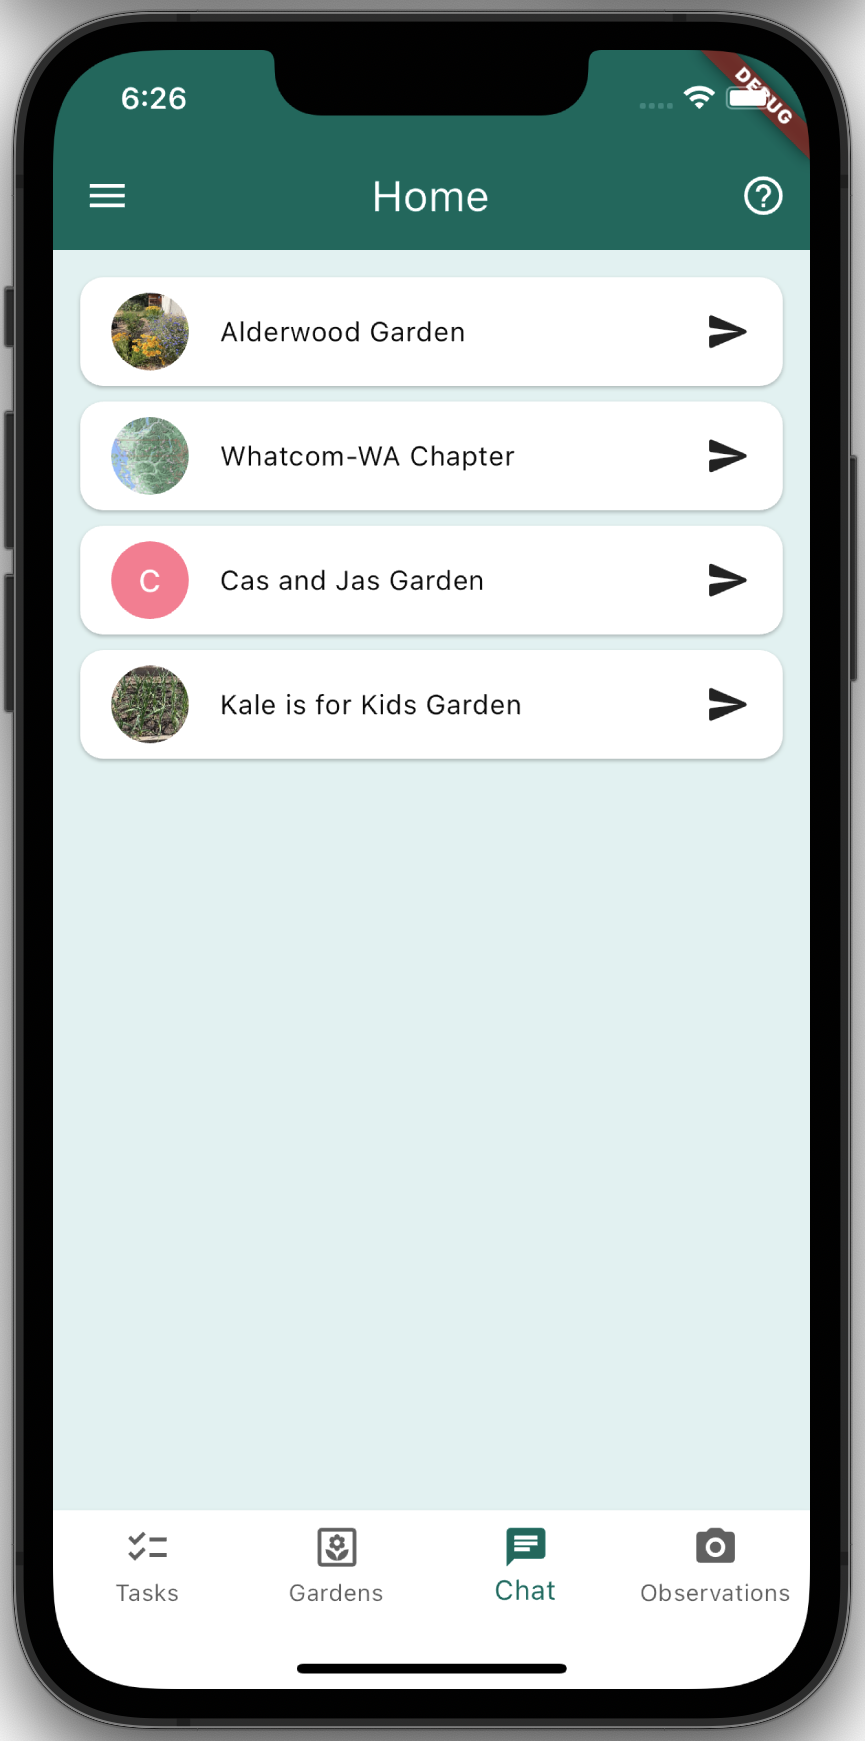 6:26
DEBUG
Home
Alderwood Garden
Whatcom-WA Chapter
C
Cas and Jas Garden
Kale is for Kids Garden
Tasks
Gardens
Chat
Observations